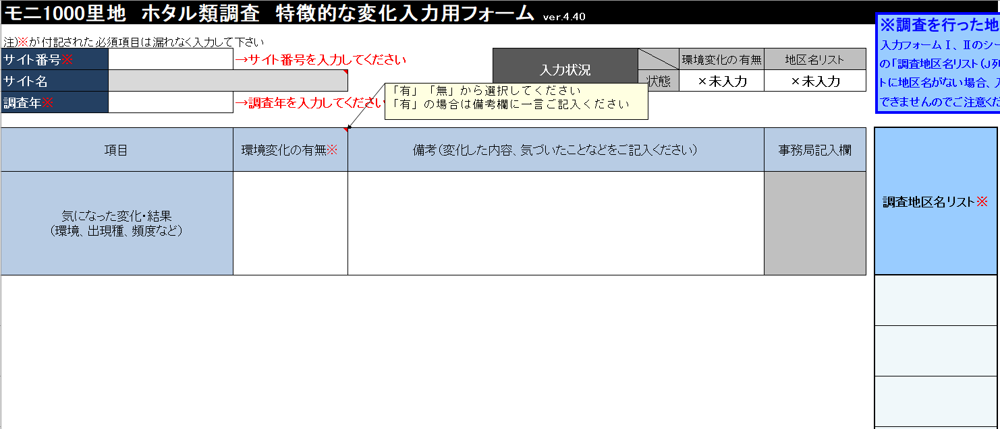 モニ1000里地　ホタル類調査　特徴的な変化入力用フォーム ver.4.40
注)※が付記された必須項目は漏れなく入力して下さい
サイト番号※
→サイト番号を入力してください
サイト名
調査年※
→調査年を入力してください
入力状況
環境変化の有無
地区名リスト
状態
×未入力
×未入力
「有」「無」から選択してください
「有」の場合は備考欄に一言ご記入ください
※調査を行った地
入力フォームⅠ、Ⅱのシー
の「調査地区名リスト(J列
トに地区名がない場合、入
できませんのでご注意くだ
項目
環境変化の有無※
備考(変化した内容、気づいたことなどをご記入ください)
事務局記入欄
気になった変化・結果
(環境、出現種、頻度など)
調査地区名リスト※